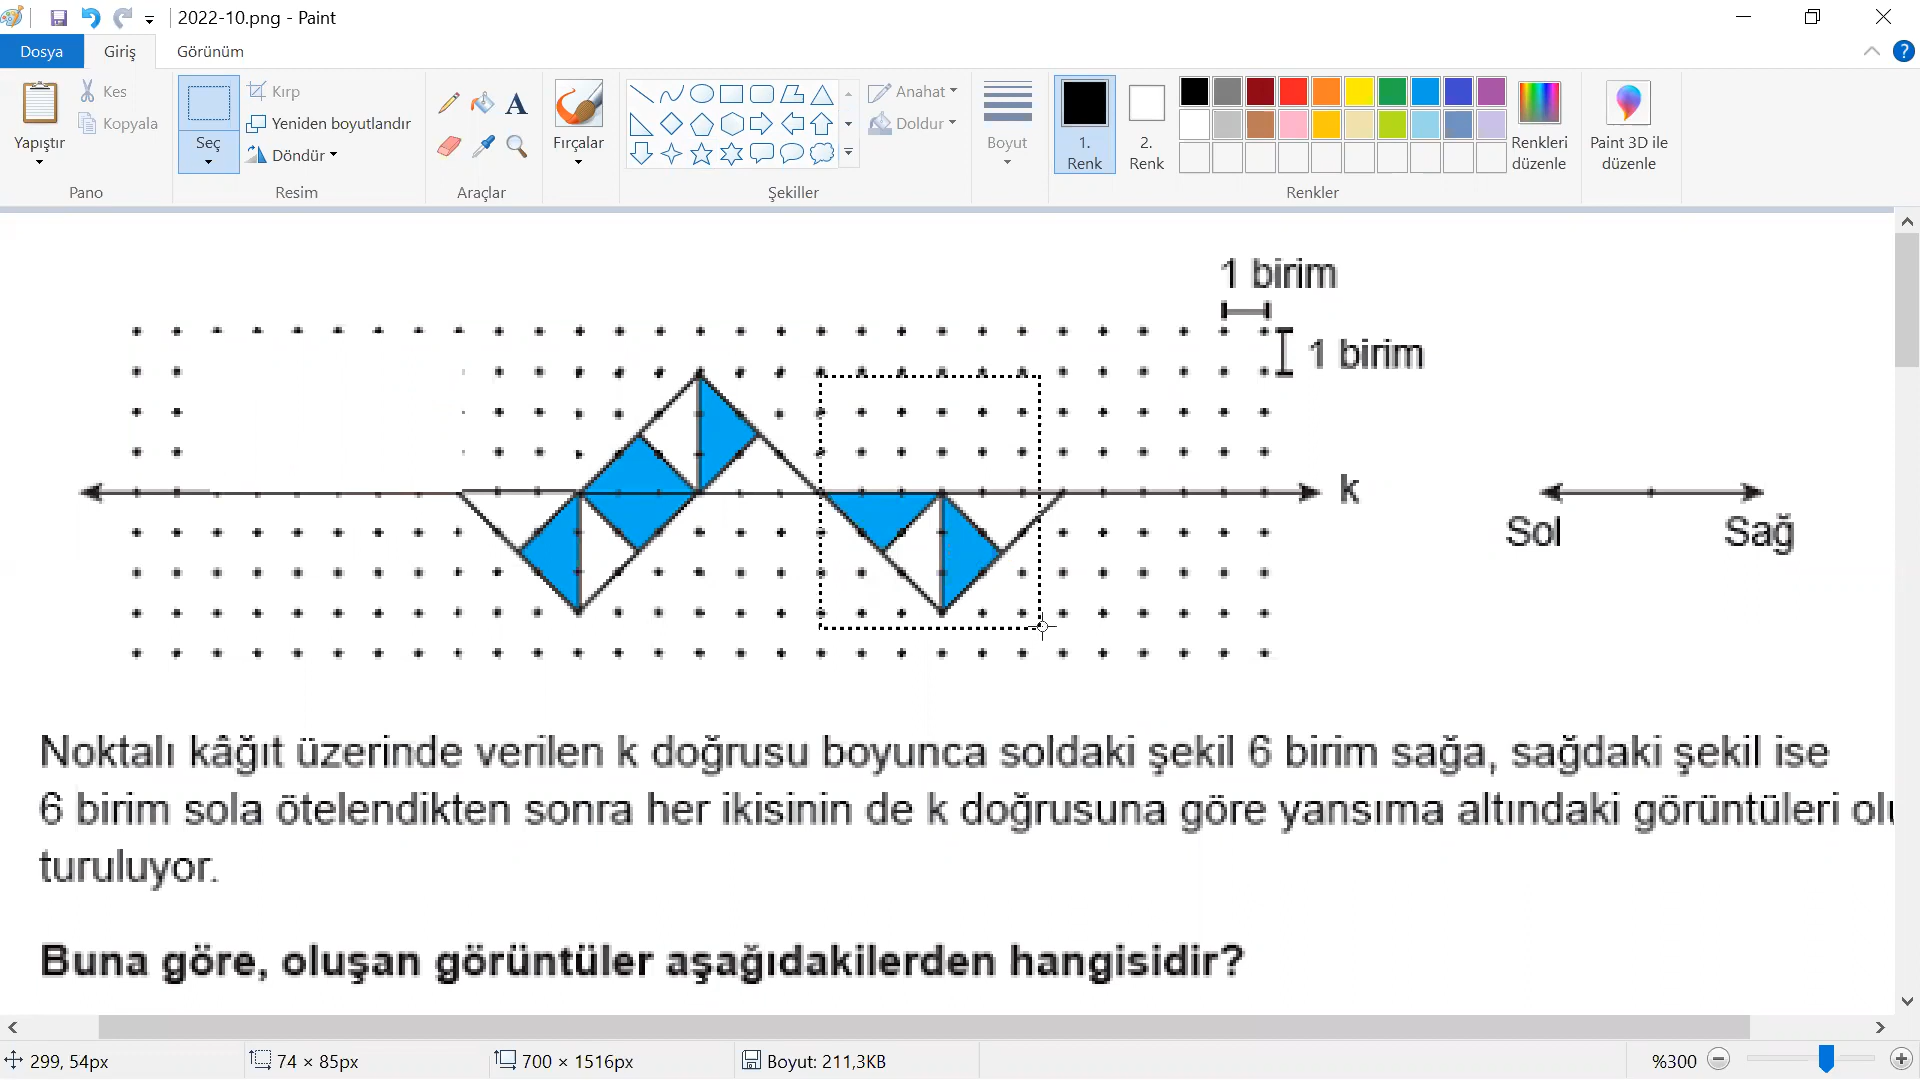 2022-10.png - Paint
Dosya
Giriş
Görünüm
Yapıştır
Kes
Kopyala
Pano
Seç
Kırp
Yeniden boyutlandır
Döndür
Resim
A
Araçlar
Fırçalar
Anahat
Doldur
Şekiller
Boyut
1.
Renk
2.
Renk
Renkleri
düzenle
Paint 3D ile
düzenle
Renkler
1 birim
1 birim
k
Sol
Sağ
Noktalı kâğıt üzerinde verilen k doğrusu boyunca soldaki şekil 6 birim sağa, sağdaki şekil ise
6 birim sola ötelendikten sonra her ikisinin de k doğrusuna göre yansıma altındaki görüntüleri olu
turuluyor.
Buna göre, oluşan görüntüler aşağıdakilerden hangisidir?
299, 54px
74 × 85px
700 × 1516px
Boyut: 211,3KB
%300